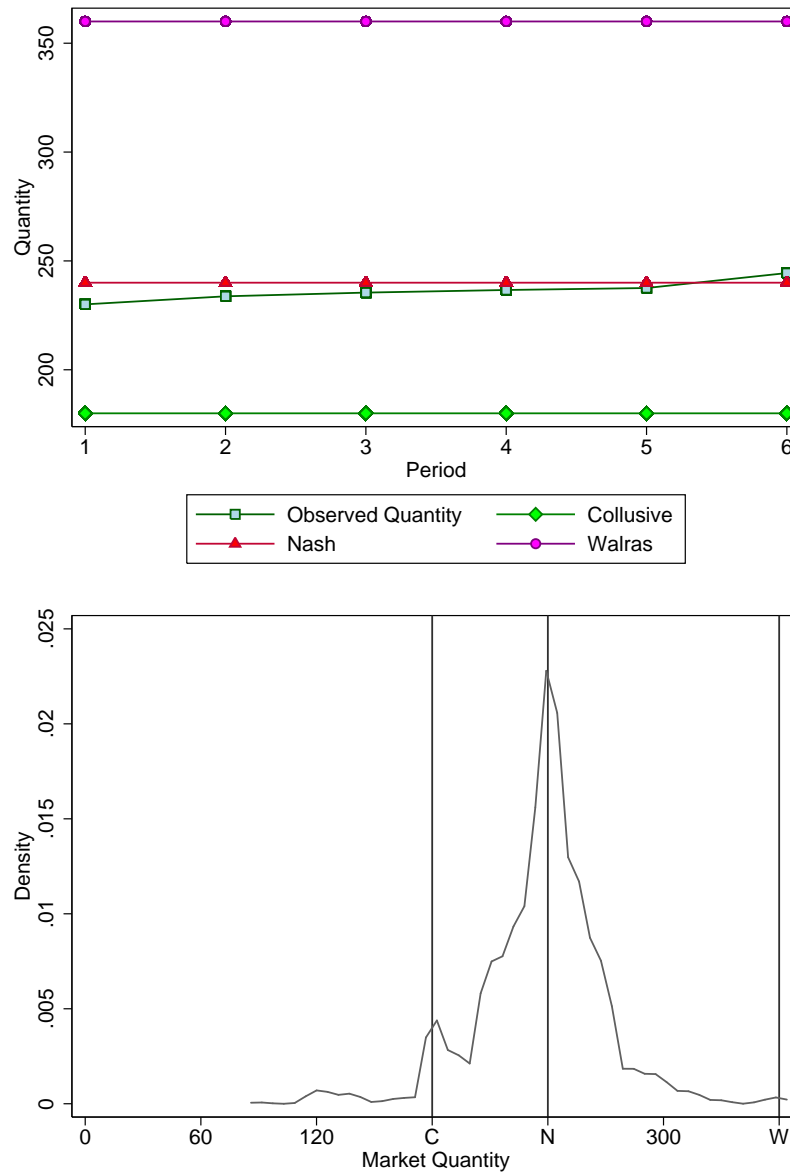 350
300
250
200
Quantity
1 2 3 4 5 6
Period
Observed Quantity Collusive
Nash Walras
.025
.02
.015
.01
.005
0
Density
0 60 120 C N 300 W
Market Quantity